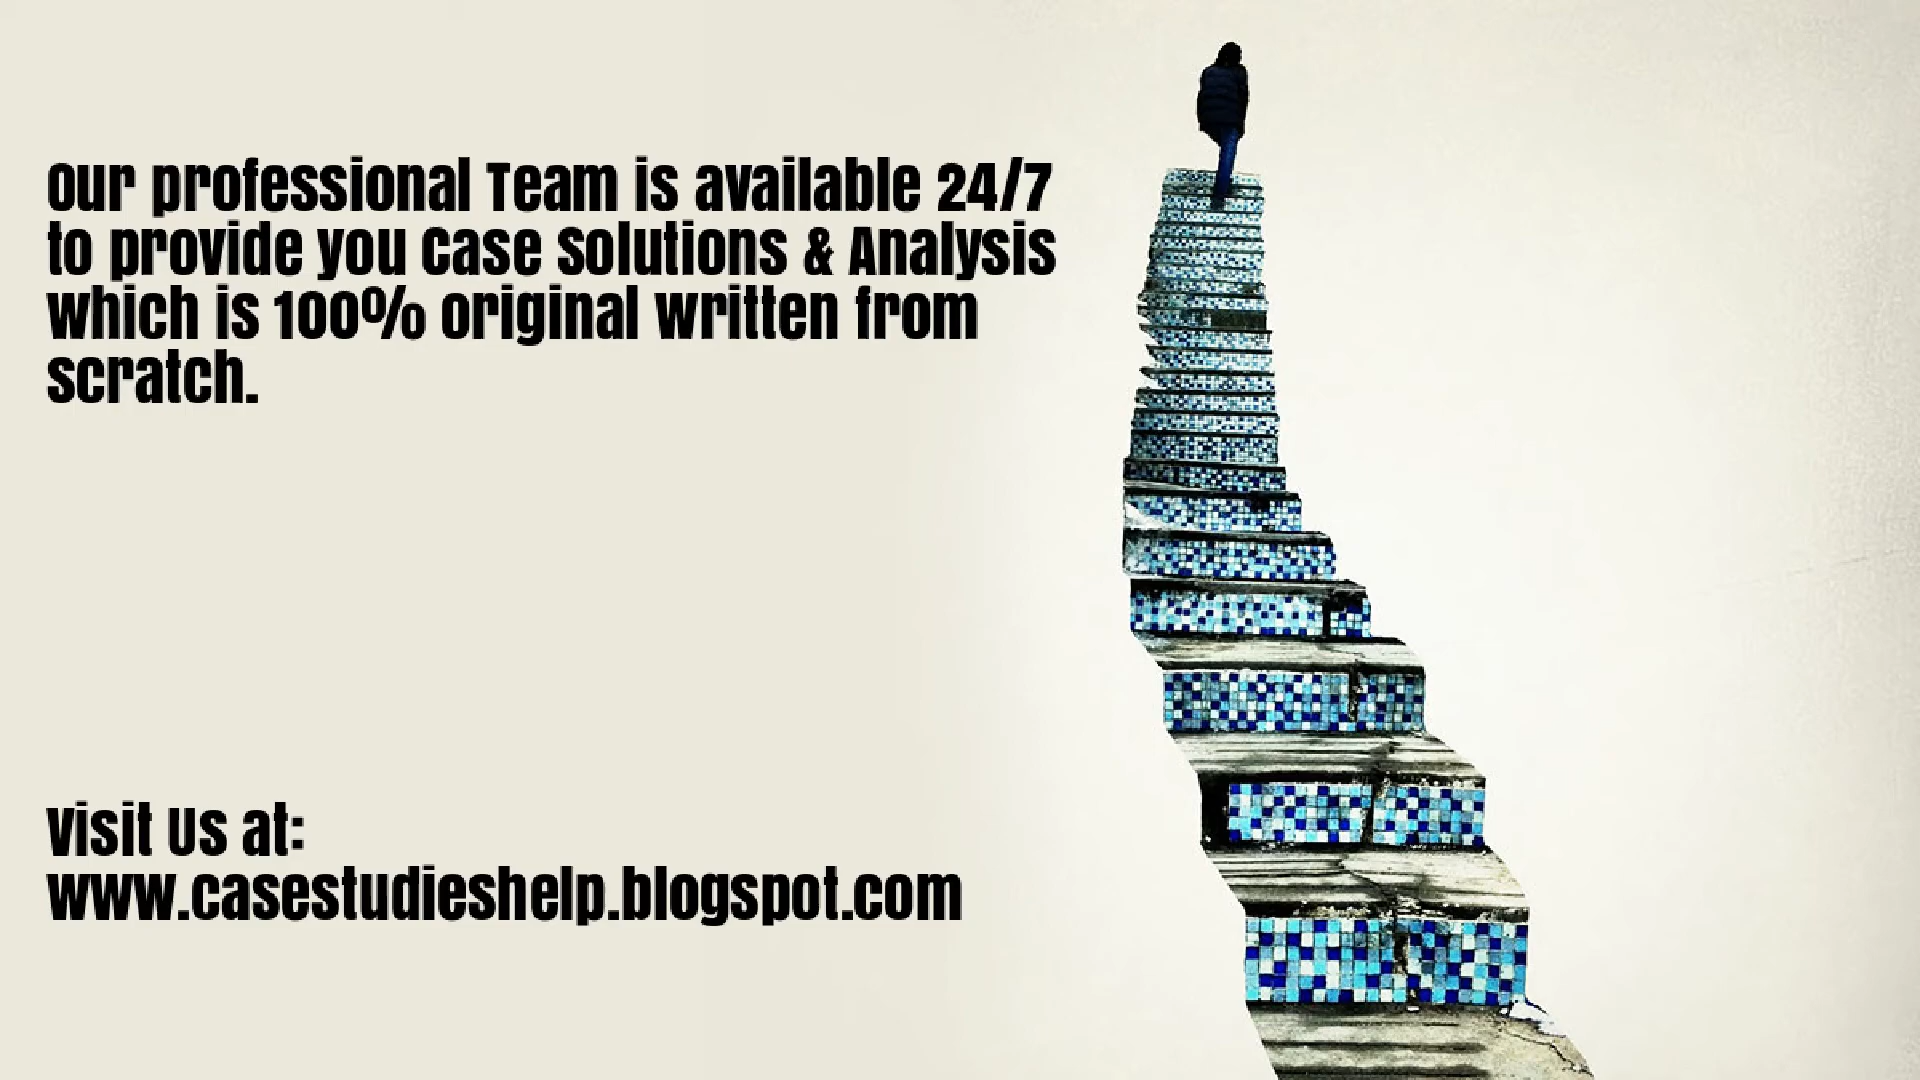 Our professional Team is available 24/7
to provide you Case Solutions & Analysis
which is 100% original written from
scratch.
Visit Us at:
www.casestudieshelp.blogspot.com